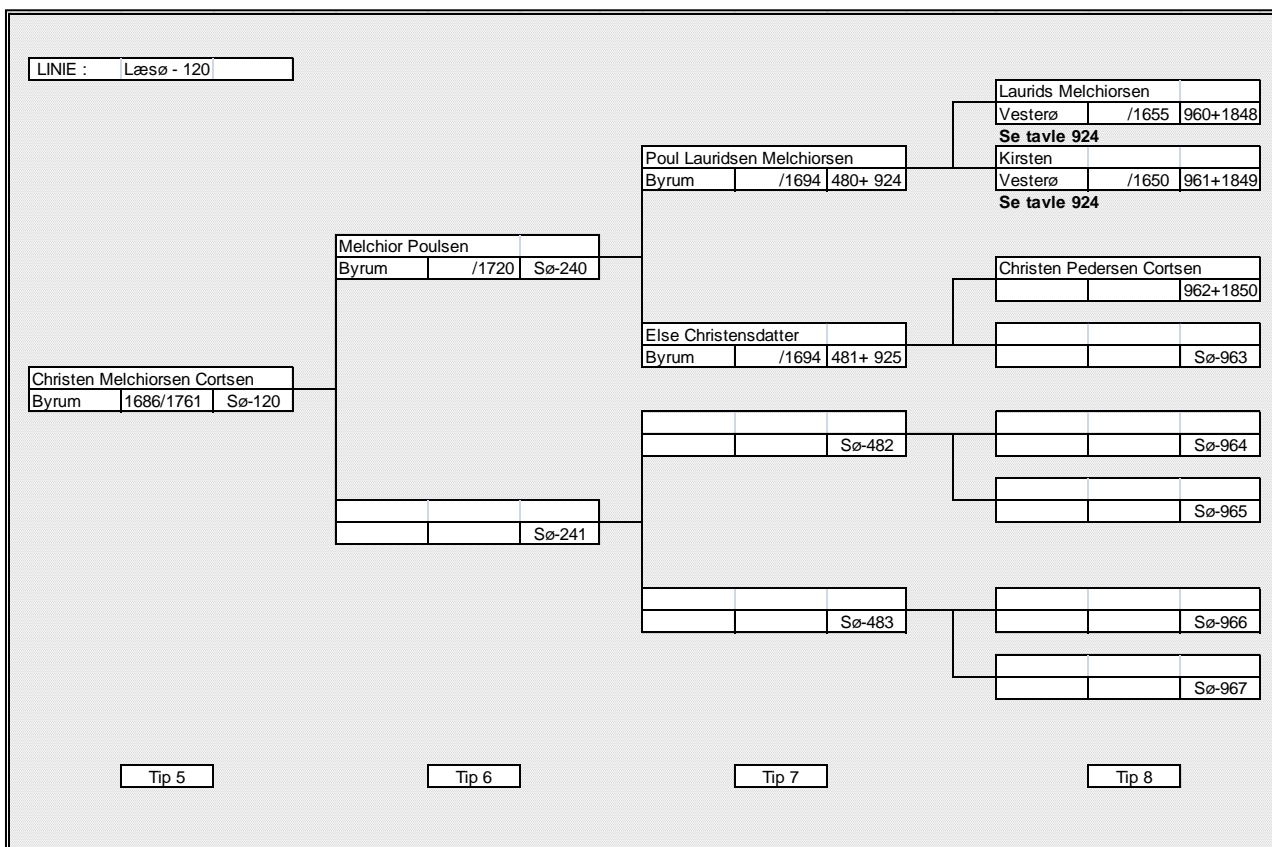 LINIE : Læsø - 120
Laurids Melchiorsen
Vesterø /1655 960+1848
Se tavle 924
Poul Lauridsen Melchiorsen
Byrum /1694 480+ 924
Kirsten
Vesterø /1650 961+1849
Se tavle 924
Melchior Poulsen
Byrum /1720 Sø-240
Christen Pedersen Cortsen
962+1850
Else Christensdatter
Byrum /1694 481+ 925
Sø-963
Christen Melchiorsen Cortsen
Byrum 1686/1761 Sø-120
Sø-482
Sø-964
Sø-965
Sø-241
Sø-483
Sø-966
Sø-967
Tip 5 Tip 6 Tip 7 Tip 8